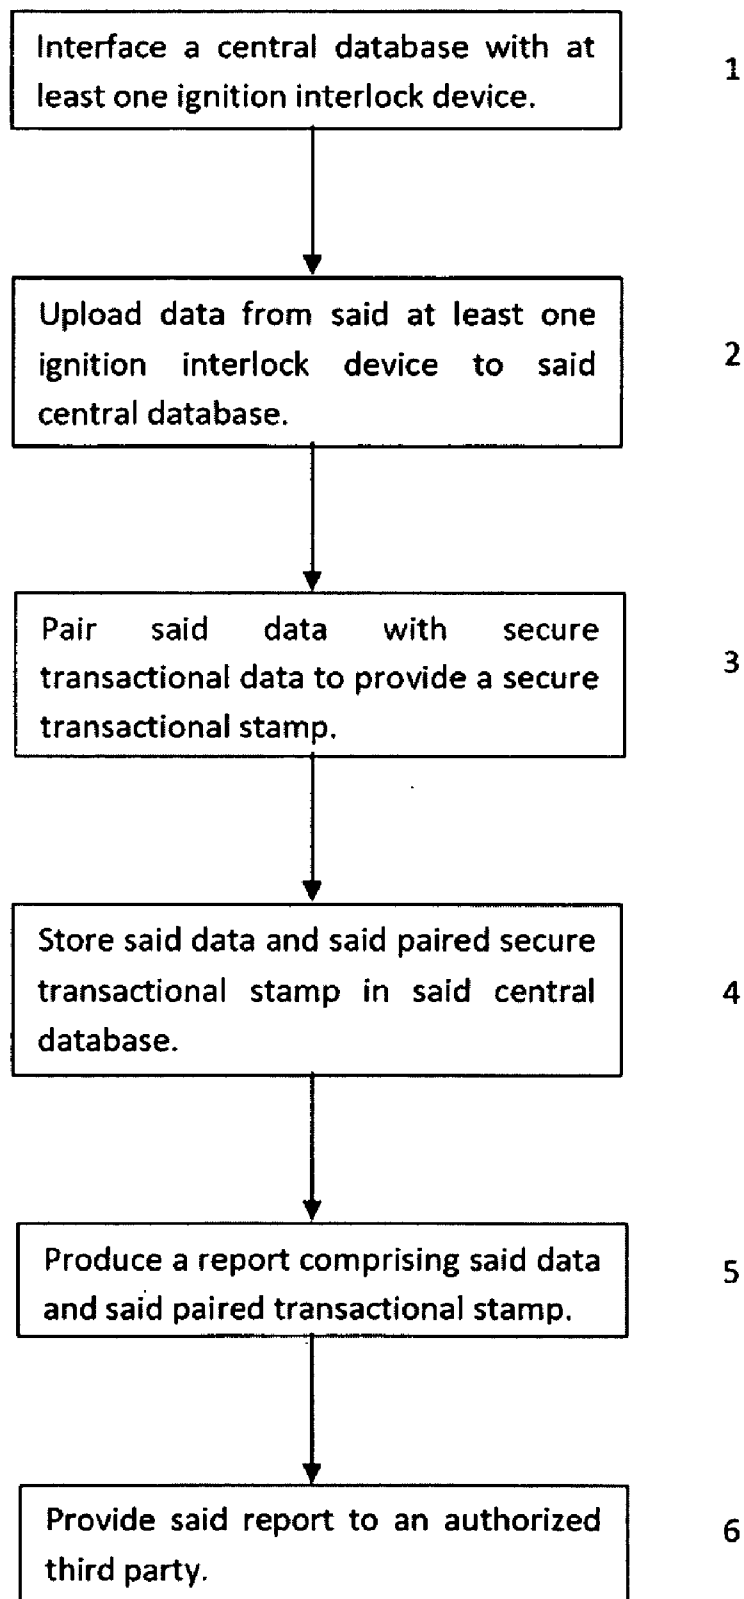 Interface a central database with at
least one ignition interlock device.
1
Upload data from said at least one
ignition interlock device to said
central database.
2
Pair said data with secure
transactional data to provide a secure
transactional stamp.
3
Store said data and said paired secure
transactional stamp in said central
database.
4
Produce a report comprising said data
and said paired transactional stamp.
5
Provide said report to an authorized
third party.
6